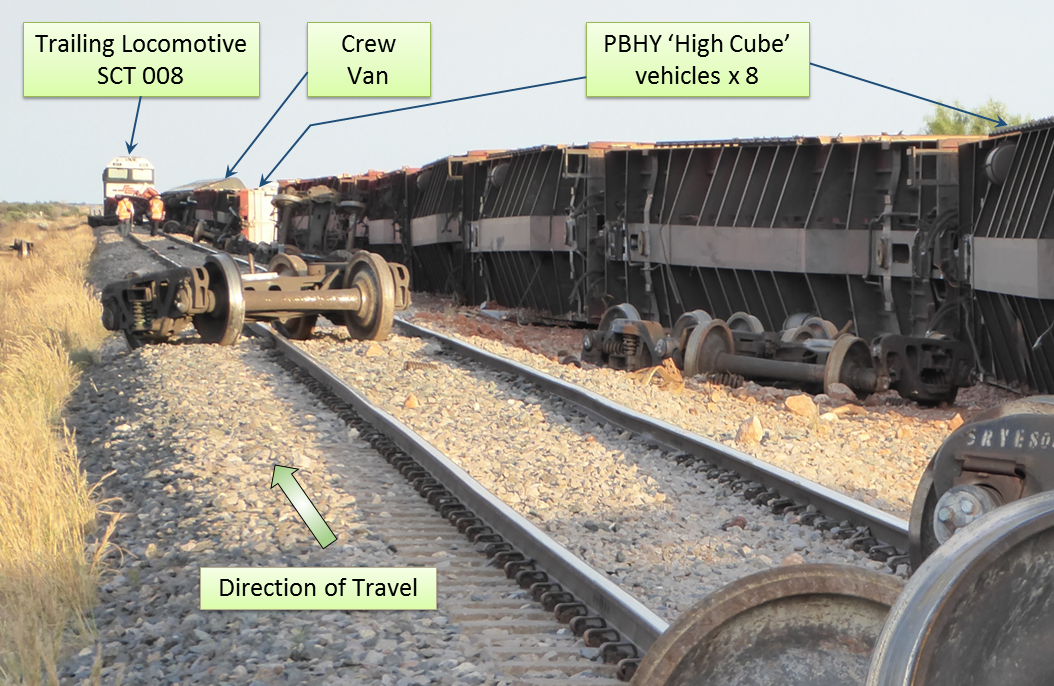 Trailing Locomotive
SCT 008
Crew
Van
PBHY ‘High Cube’
vehicles x 8
Direction of Travel